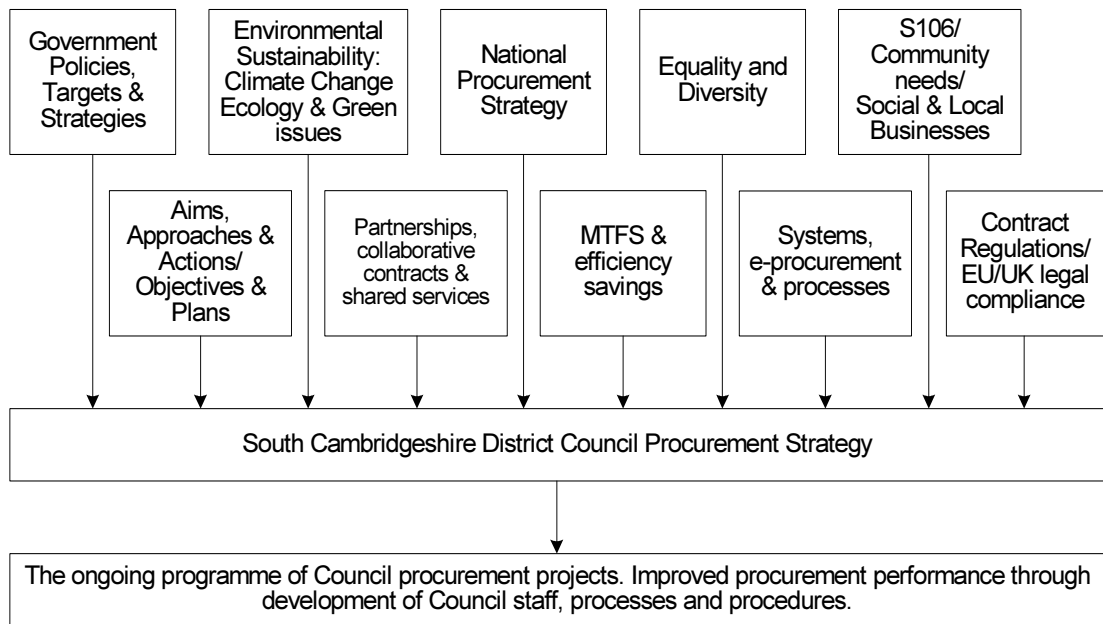 Government
Policies,
Targets &
Strategies
Environmental
Sustainability:
Climate Change
Ecology & Green
issues
National
Procurement
Strategy
Equality and
Diversity
S106/
Community
needs/
Social & Local
Businesses
Aims,
Approaches &
Actions/
Objectives &
Plans
Partnerships,
collaborative
contracts &
shared services
MTFS &
efficiency
savings
Systems,
e-procurement
& processes
Contract
Regulations/
EU/UK legal
compliance
South Cambridgeshire District Council Procurement Strategy
The ongoing programme of Council procurement projects. Improved procurement performance through
development of Council staff, processes and procedures.